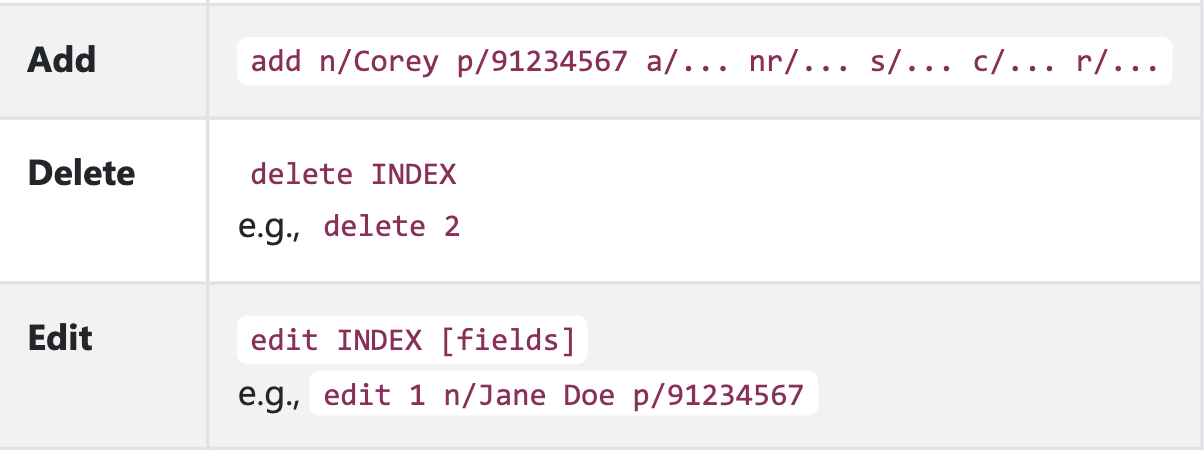 Add add n/Corey p/91234567 a/... nr/... s/... c/... r/...
Delete delete INDEX
e.g., delete 2
Edit edit INDEX [fields]
e.g., edit 1 n/Jane Doe p/91234567